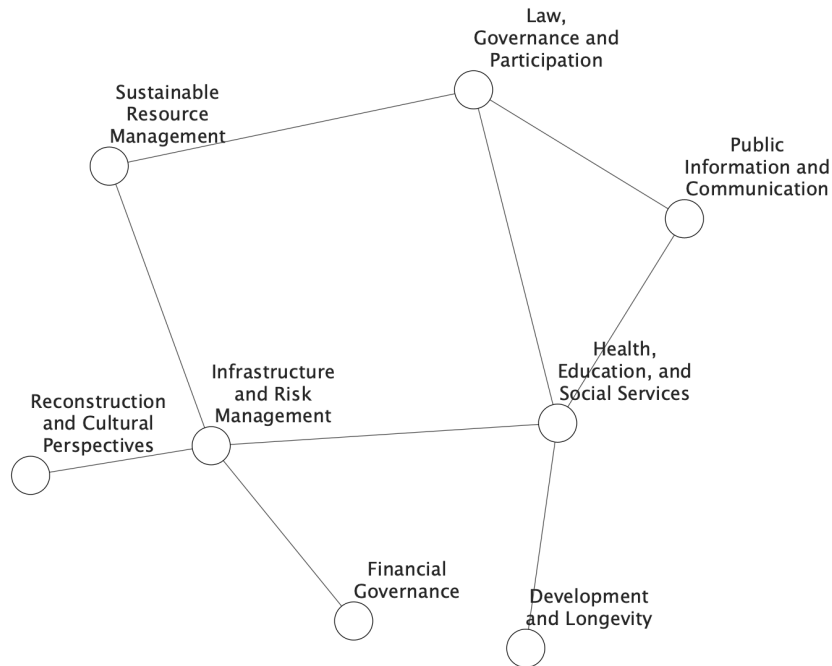 Law,
Governance and
Participation
Sustainable
Resource
Management
Public
Information and
Communication
Health,
Education, and
Social Services
Infrastructure
and Risk
Management
Reconstruction
and Cultural
Perspectives
Financial
Governance
Development
and Longevity